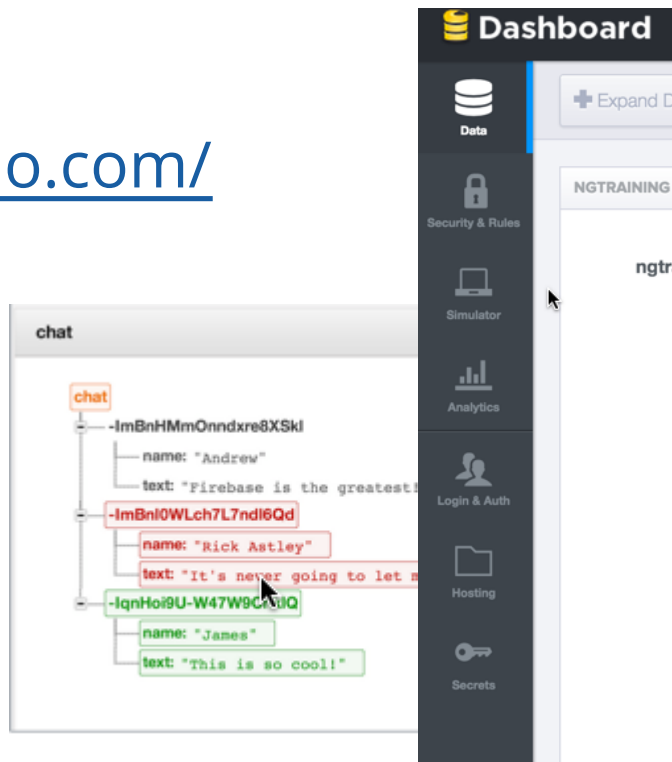 o.com/
chat
chat
-ImBnHMmOnndxre8XSkl
name: "Andrew"
text: "Firebase is the greatest!
name: "Rick Astley"
text: "It's never going to let m
name: "James"
text: "This is so cool!"
Dashboard
Data
Security & Rules
Simulator
Analytics
Login & Auth
Hosting
Secrets
Expand D
NGTRAINING
ngtr